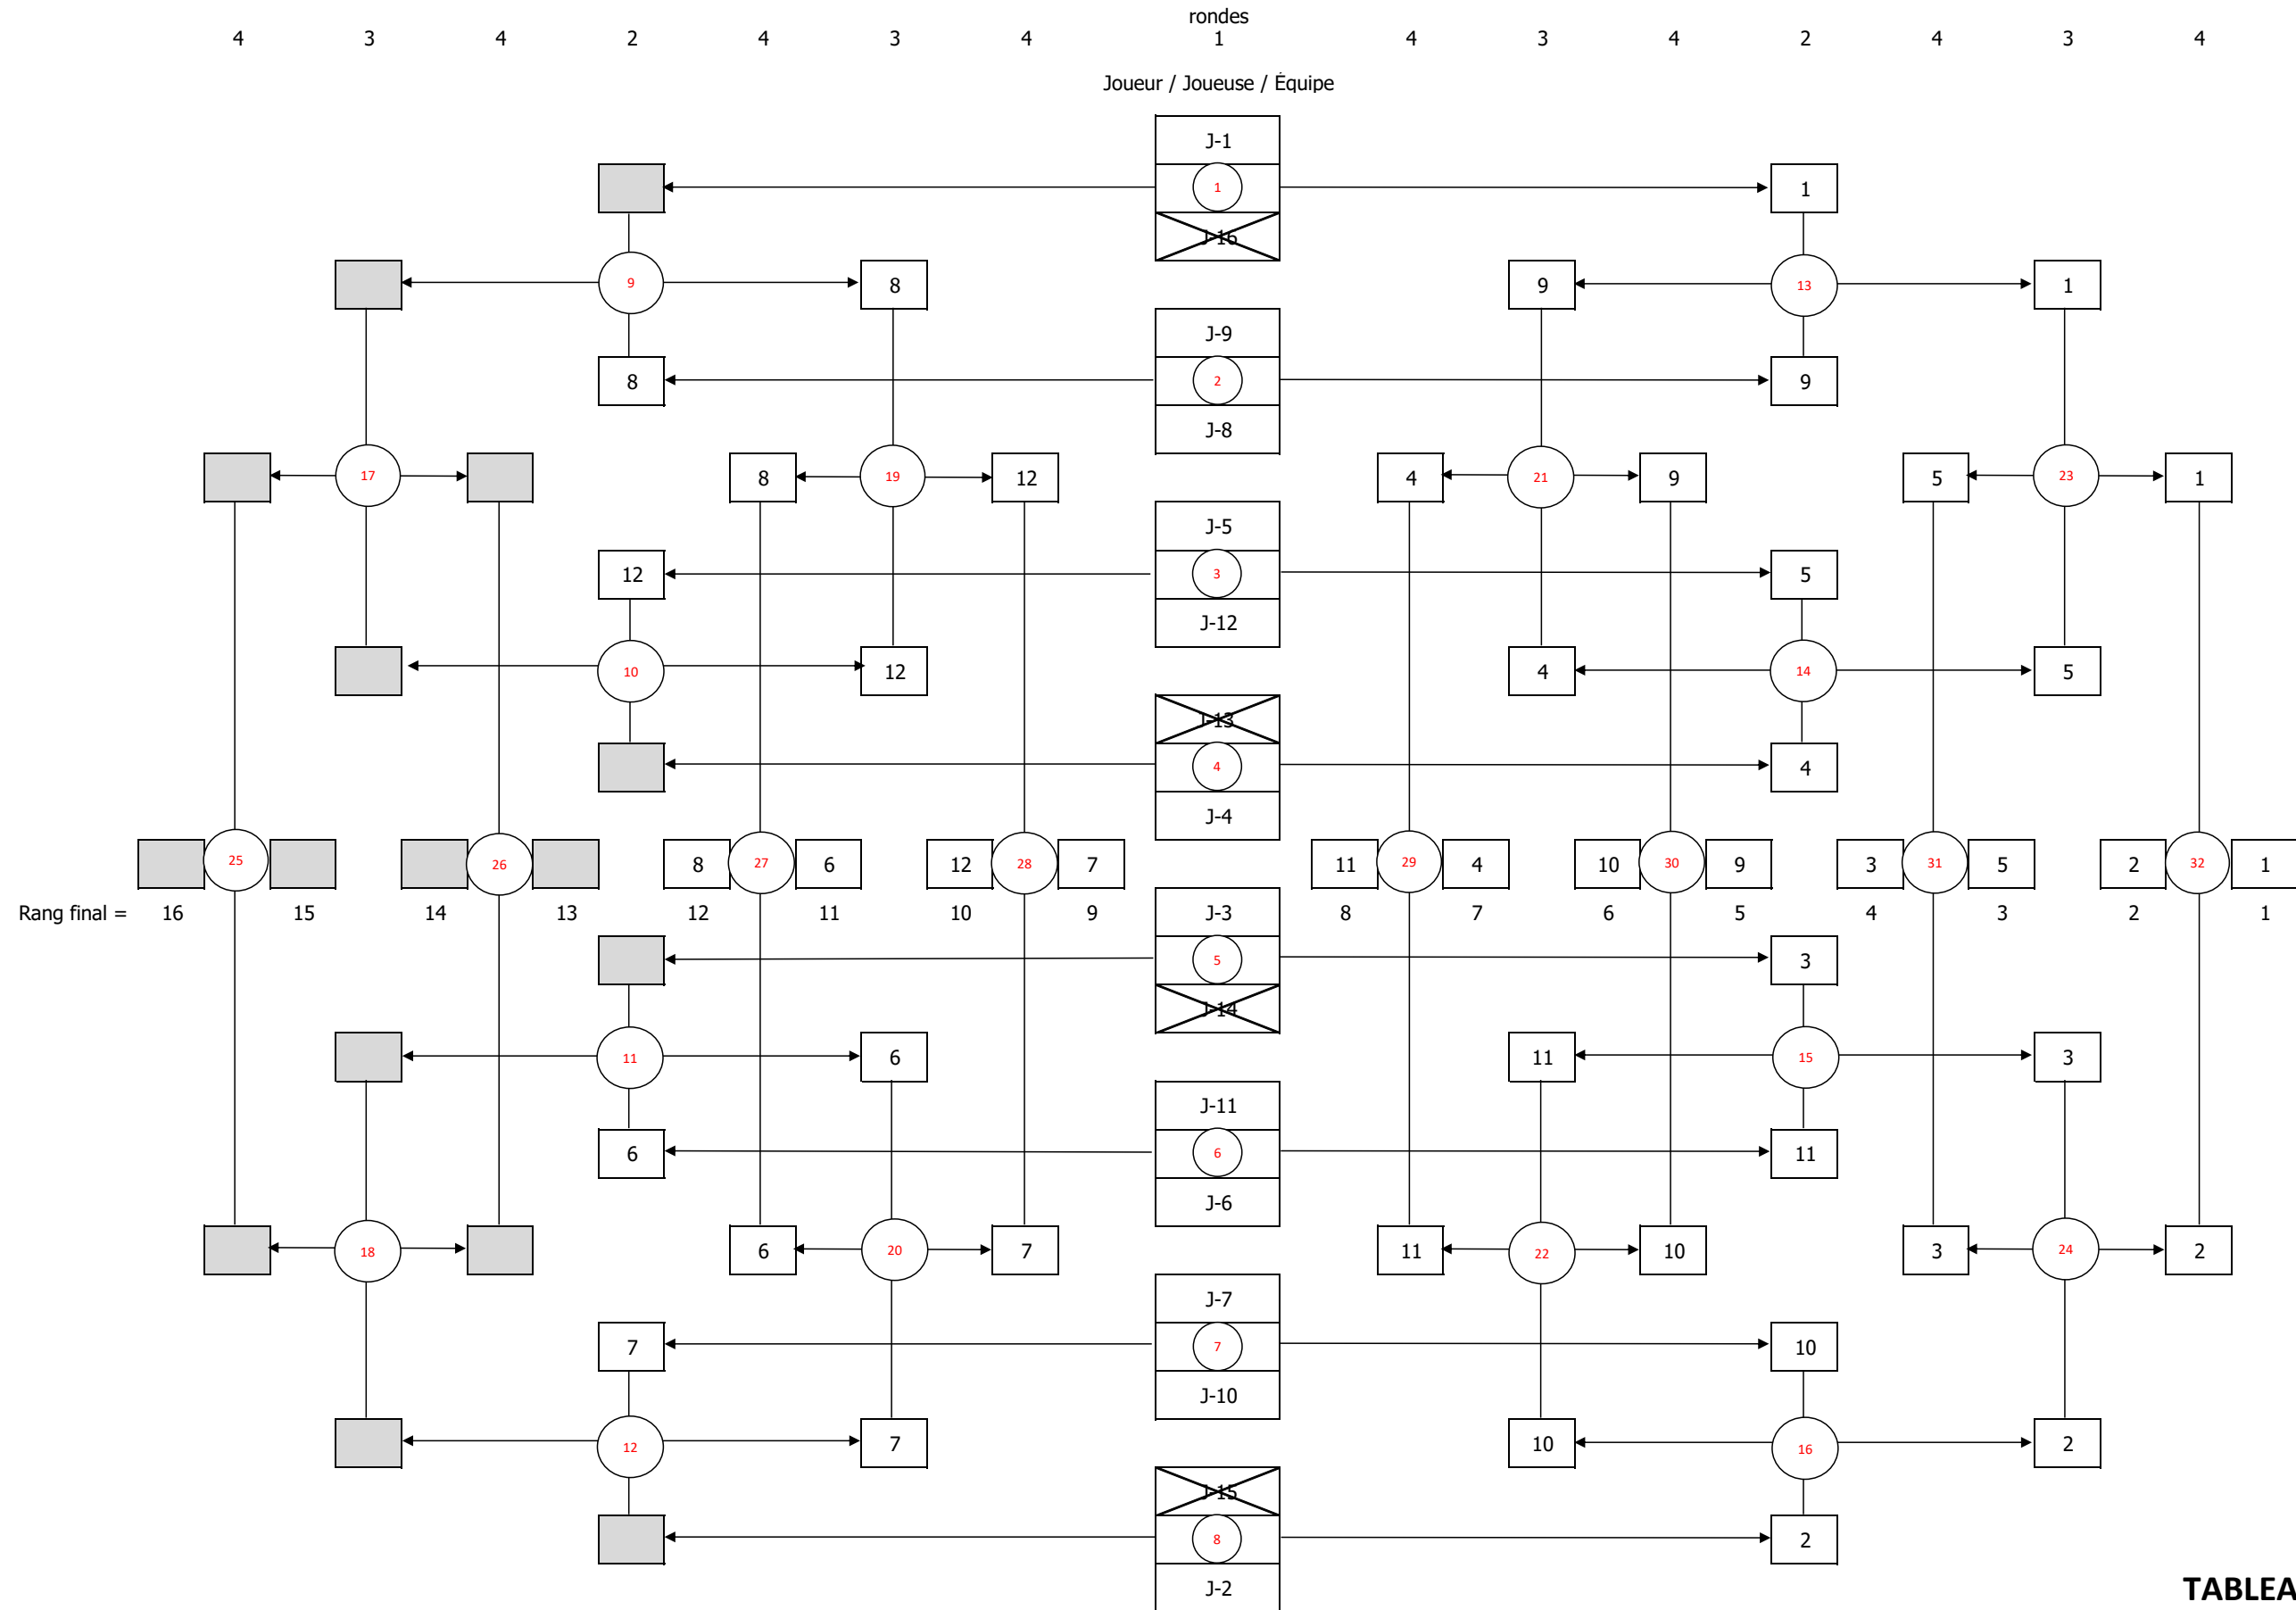 rondes
4 3 4 2 4 3 4 1 4 3 4 2 4 3 4
Joueur / Joueuse / Équipe
J-1
1 1
J-16
9 8 9 13 1
J-9
8 2 9
J-8
17 8 19 12 4 21 9 5 23 1
J-5
12 3 5
J-12
10 12 4 14 5
J-13
4 4
J-4
25 26 8 27 6 12 28 7 11 29 4 10 30 9 3 31 5 2 32 1
Rang final = 16 15 14 13 12 11 10 9 8 7 6 5 4 3 2 1
J-3
5 3
J-14
11 6 11 15 3
J-11
6 6 11
J-6
18 6 20 7 11 22 10 3 24 2
J-7
7 7 10
J-10
12 7 10 16 2
J-15
8 2
J-2
TABLEA